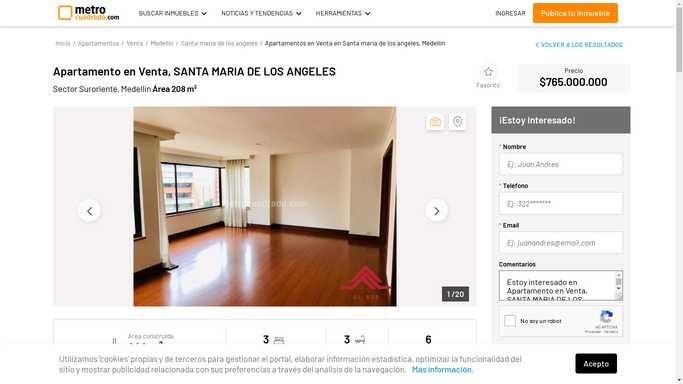 metro
cuadrado.com
BUSCAR INMUEBLES
NOTICIAS Y TENDENCIAS
HERRAMIENTAS
INGRESAR
Publica tu Inmueble
Inicio / Apartamentos / Venta / Medellín / Santa maria de los angeles / Apartamentos en Venta en Santa maria de los angeles, Medellín
VOLVER A LOS RESULTADOS
Apartamento en Venta, SANTA MARIA DE LOS ANGELES
Sector Suroriente, Medellín Área 208 m²
Favorito
Precio
$765.000.000
1 / 20
¡Estoy Interesado!
* Nombre
Ej: Juan Andres
* Teléfono
Ej: 322*******
* Email
Ej: juanandres@email.com
Comentarios
Estoy interesado en
Apartamento en Venta,
SANTA MARIA DE LOS
No soy un robot
reCAPTCHA
Privacidad - Términos
Área construida
3
3
6
Utilizamos 'cookies' propias y de terceros para gestionar el portal, elaborar información estadística, optimizar la funcionalidad del
sitio y mostrar publicidad relacionada con sus preferencias a través del análisis de la navegación. Más información.
Acepto